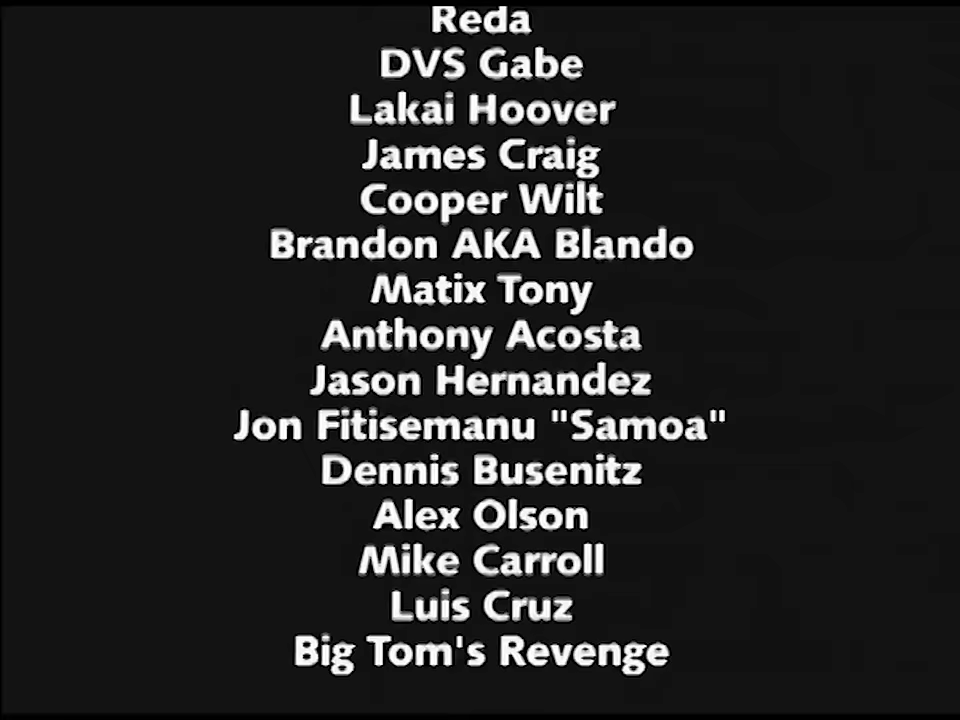 Reda
DVS Gabe
Lakai Hoover
James Craig
Cooper Wilt
Brandon AKA Blando
Matix Tony
Anthony Acosta
Jason Hernandez
Jon Fitisemanu "Samoa"
Dennis Busenitz
Alex Olson
Mike Carroll
Luis Cruz
Big Tom's Revenge